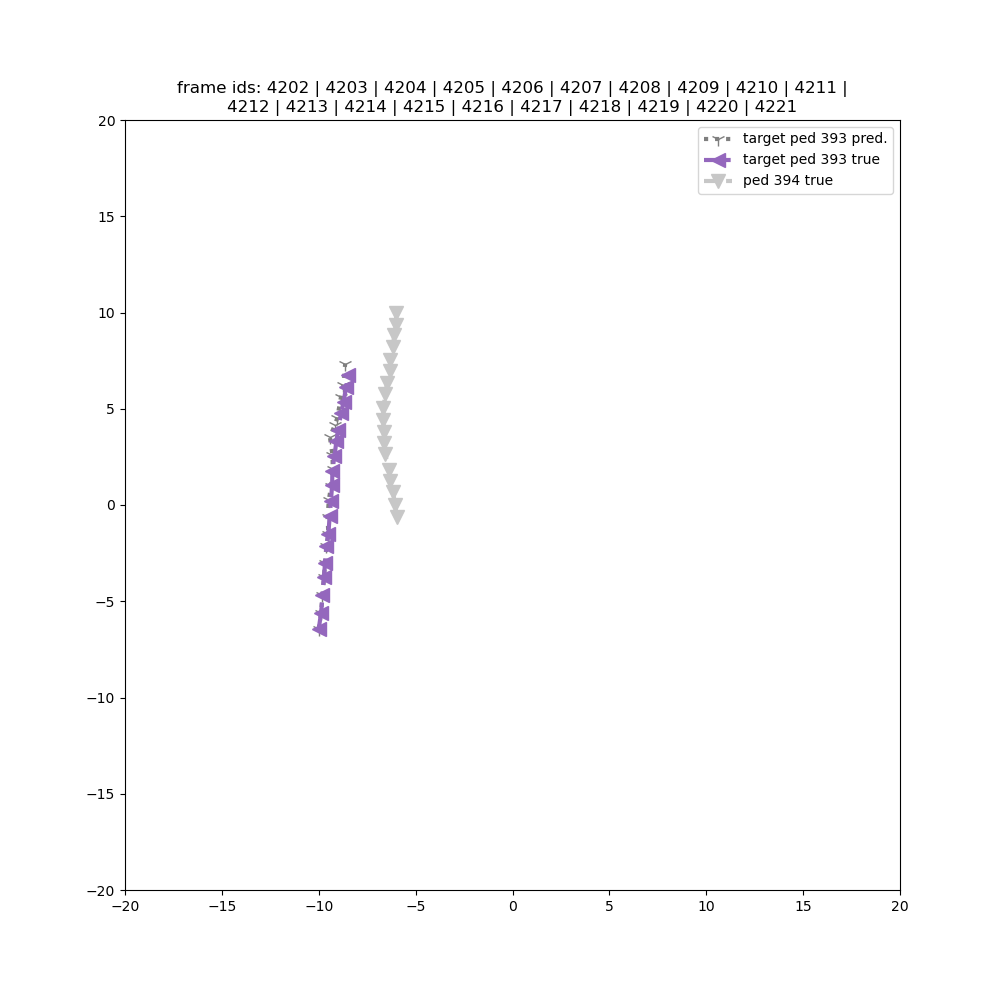 frame ids: 4202 | 4203 | 4204 | 4205 | 4206 | 4207 | 4208 | 4209 | 4210 | 4211 |
4212 | 4213 | 4214 | 4215 | 4216 | 4217 | 4218 | 4219 | 4220 | 4221
target ped 393 pred.
target ped 393 true
ped 394 true
20
15
10
5
0
−5
−10
−15
−20
−20 −15 −10 −5 0 5 10 15 20